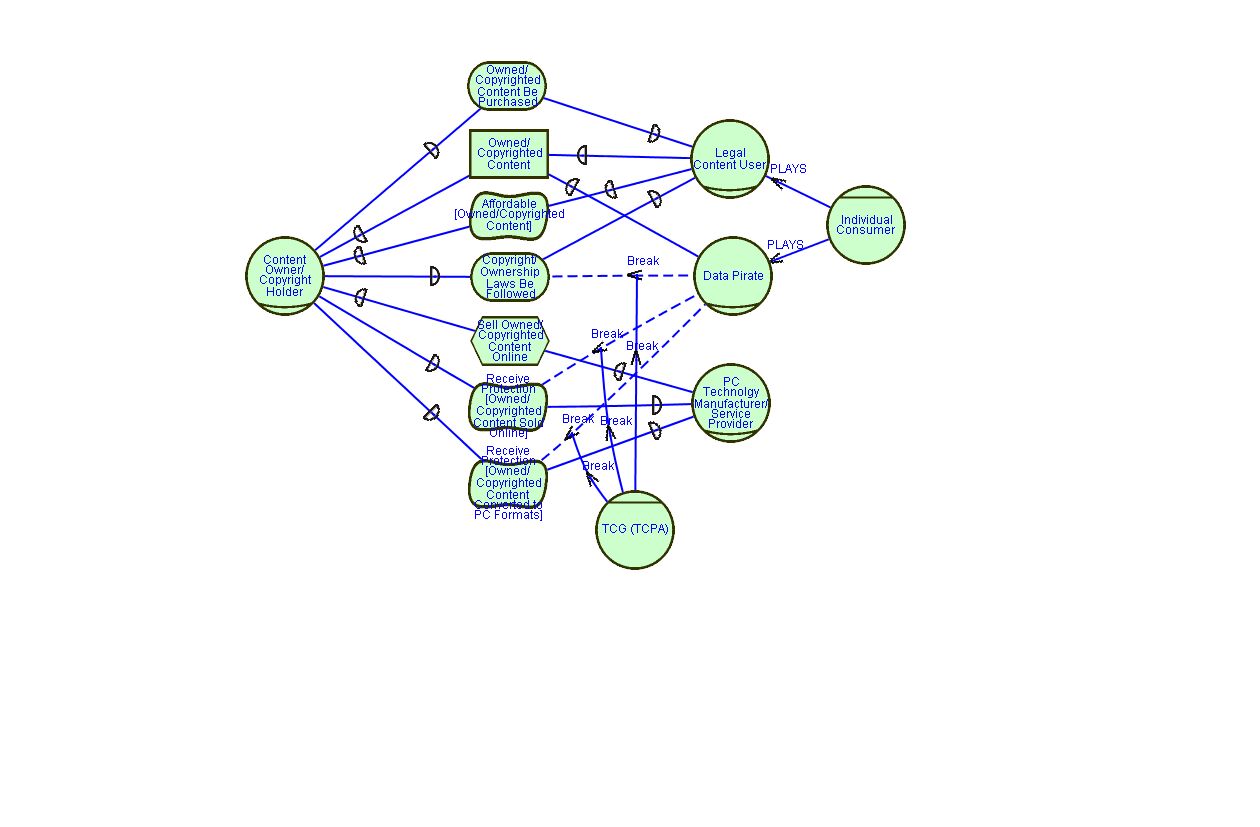 Owned/
Copyrighted
Content Be
Purchased
Owned/
Copyrighted
Content
Legal
Content User
PLAYS
Affordable
[Owned/Copyrighted
Content]
Individual
Consumer
PLAYS
Content
Owner/
Copyright
Holder
Copyright/
Ownership
Laws Be
Followed
Break
Data Pirate
Sell Owned/
Copyrighted
Content
Online
Break
Break
Receive
Protection
[Owned/
Copyrighted
Content Sold
Online]
PC
Technolgy
Manufacturer/
Service
Provider
Break
Break
Receive
Protection
[Owned/
Copyrighted
Content
Converted to
PC Formats]
Break
TCG (TCPA)